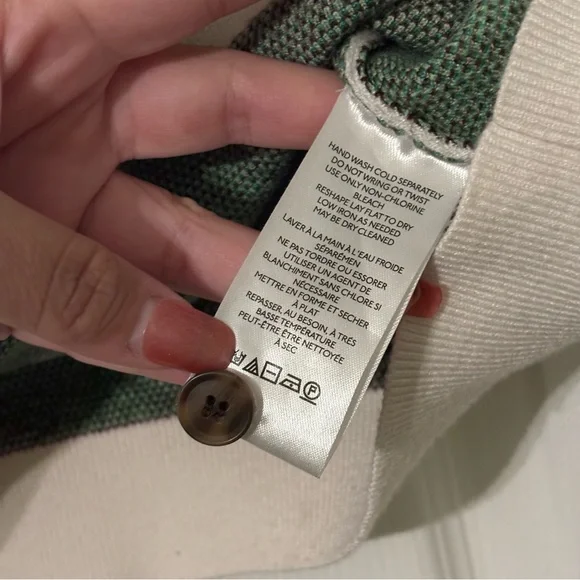 HAND WASH COLD SEPARATELY
DO NOT WRING OR TWIST
USE ONLY NON-CHLORINE
BLEACH
RESHAPE LAY FLAT TO DRY
LOW IRON AS NEEDED
MAY BE DRY CLEANED
LAVER À LA MAIN À L'EAU FROIDE
SÉPARÉMEN
NE PAS TORDRE OU ESSORER
UTILISER UN AGENT DE
BLANCHIMENT SANS CHLORE SI
NÉCESSAIRE
METTRE EN FORME ET SECHER
À PLAT
REPASSER, AU BESOIN, À TRÈS
BASSE TEMPÉRATURE
PEUT-ÊTRE ÊTRE NETTOYÉE
À SEC
P